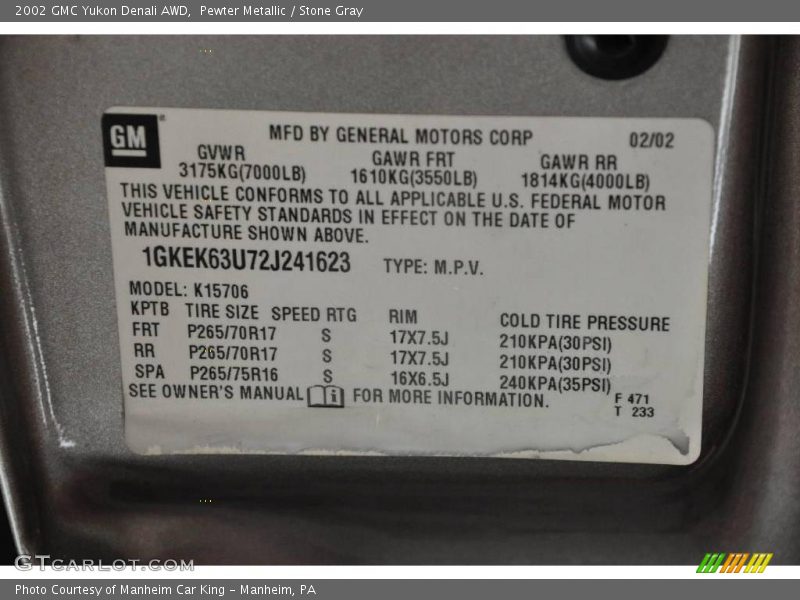 2002 GMC Yukon Denali AWD, Pewter Metallic / Stone Gray
GM
MFD BY GENERAL MOTORS CORP 02/02
GVWR GAWR FRT GAWR RR
3175KG(7000LB) 1610KG(3550LB) 1814KG(4000LB)
THIS VEHICLE CONFORMS TO ALL APPLICABLE U.S. FEDERAL MOTOR
VEHICLE SAFETY STANDARDS IN EFFECT ON THE DATE OF
MANUFACTURE SHOWN ABOVE.
1GKEK63U72J241623 TYPE: M.P.V.
MODEL: K15706
KPTB TIRE SIZE SPEED RTG RIM COLD TIRE PRESSURE
FRT P265/70R17 S 17X7.5J 210KPA(30PSI)
RR P265/70R17 S 17X7.5J 210KPA(30PSI)
SPA P265/75R16 S 16X6.5J 240KPA(35PSI)
SEE OWNER'S MANUAL i FOR MORE INFORMATION.
F 471
T 233
GTcarlot.com
Photo Courtesy of Manheim Car King - Manheim, PA